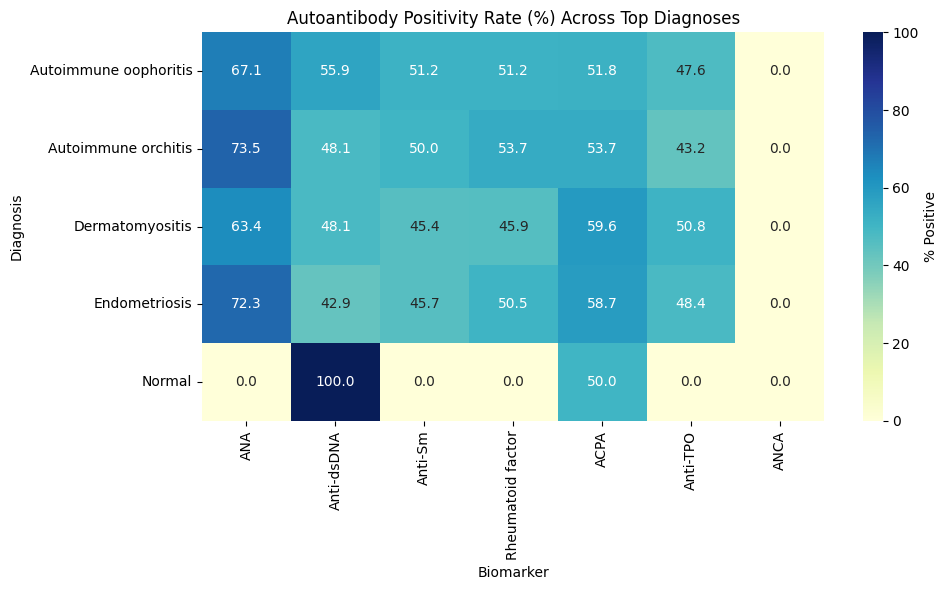 Autoantibody Positivity Rate (%) Across Top Diagnoses
Diagnosis
Autoimmune oophoritis 67.1 55.9 51.2 51.2 51.8 47.6 0.0
Autoimmune orchitis 73.5 48.1 50.0 53.7 53.7 43.2 0.0
Dermatomyositis 63.4 48.1 45.4 45.9 59.6 50.8 0.0
Endometriosis 72.3 42.9 45.7 50.5 58.7 48.4 0.0
Normal 0.0 100.0 0.0 0.0 50.0 0.0 0.0
ANA
Anti-dsDNA
Anti-Sm
Rheumatoid factor
ACPA
Anti-TPO
ANCA
Biomarker
100
80
60
40
20
0
% Positive